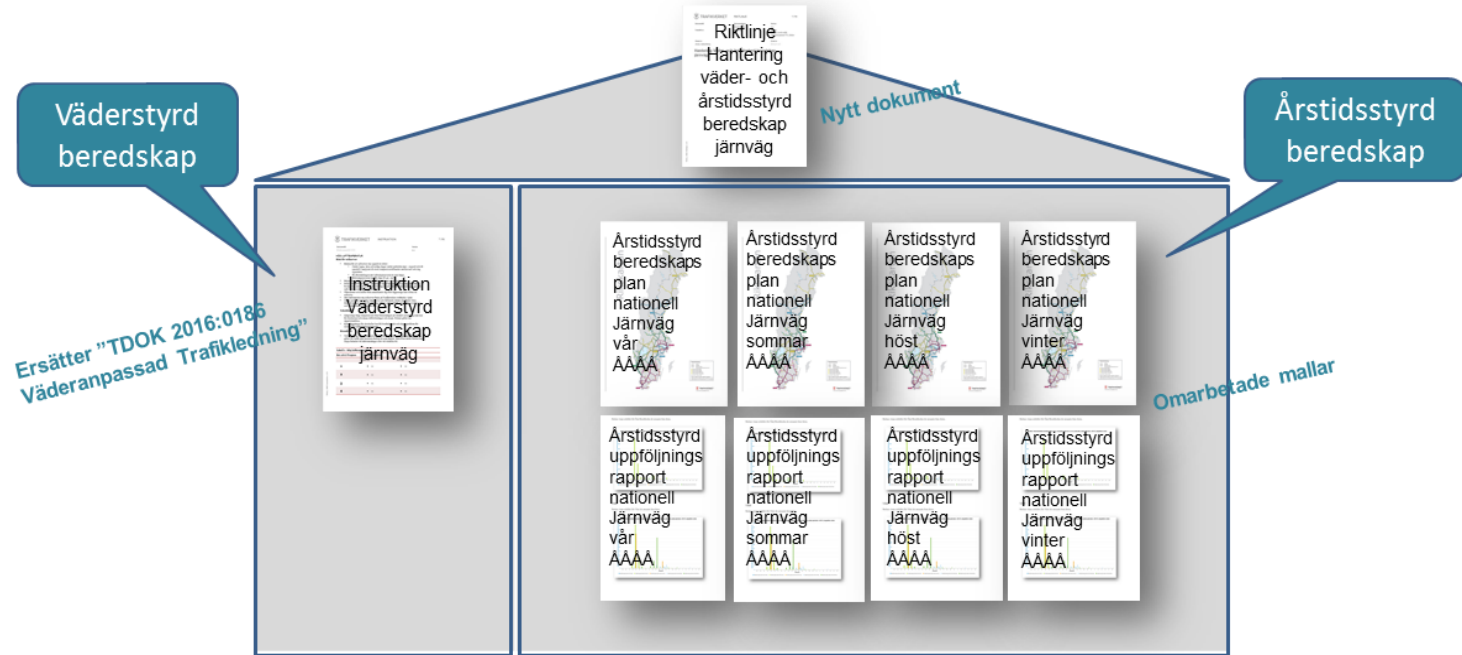 Riktlinje
Hantering
väder- och
årstidsstyrd
beredskap
järnväg
Nytt dokument
Väderstyrd
beredskap
Årstidsstyrd
beredskap
Instruktion
Väderstyrd
beredskap
järnväg
Ersätter ”TDOK 2016:0186
Väderanpassad Trafikledning”
Årstidsstyrd
beredskaps
plan
nationell
Järnväg
vår
ÅÅÅÅ
Årstidsstyrd
beredskaps
plan
nationell
Järnväg
sommar
ÅÅÅÅ
Årstidsstyrd
beredskaps
plan
nationell
Järnväg
höst
ÅÅÅÅ
Årstidsstyrd
beredskaps
plan
nationell
Järnväg
vinter
ÅÅÅÅ
Omarbetade mallar
Årstidsstyrd
uppföljnings
rapport
nationell
Järnväg
vår
ÅÅÅÅ
Årstidsstyrd
uppföljnings
rapport
nationell
Järnväg
sommar
ÅÅÅÅ
Årstidsstyrd
uppföljnings
rapport
nationell
Järnväg
höst
ÅÅÅÅ
Årstidsstyrd
uppföljnings
rapport
nationell
Järnväg
vinter
ÅÅÅÅ